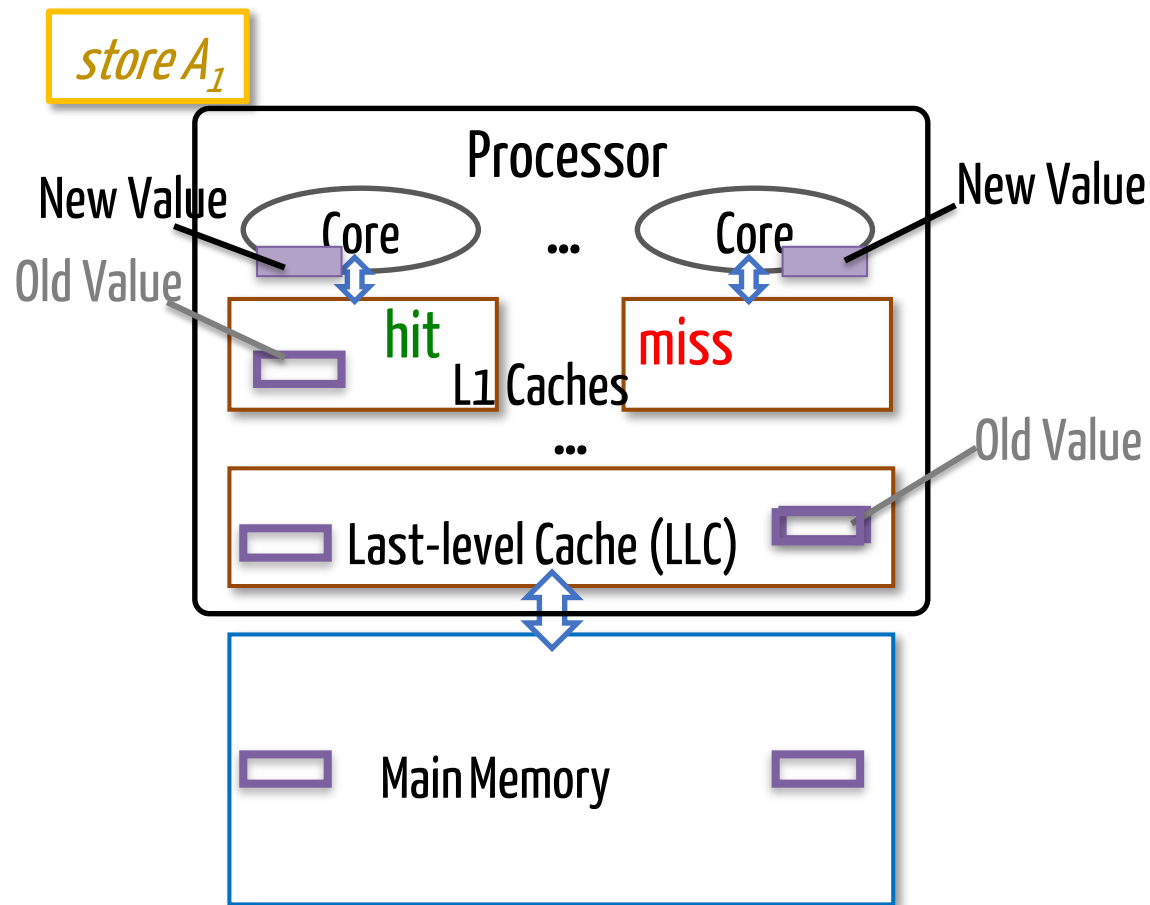 store A₁
Processor
New Value
New Value
Core
...
Core
Old Value
hit
miss
L1 Caches
...
Old Value
Last-level Cache (LLC)
Main Memory